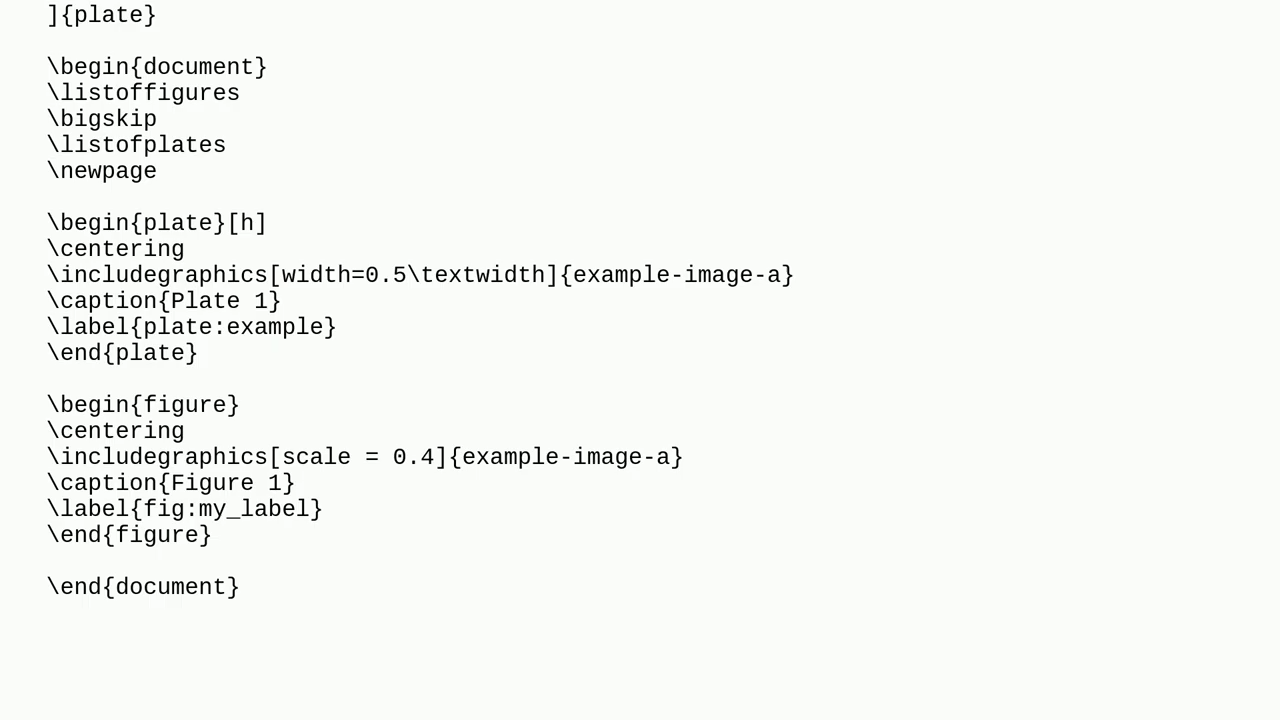 ]{plate}

\begin{document}
\listoffigures
\bigskip
\listofplates
\newpage

\begin{plate}[h]
\centering
\includegraphics[width=0.5\textwidth]{example-image-a}
\caption{Plate 1}
\label{plate:example}
\end{plate}

\begin{figure}
\centering
\includegraphics[scale = 0.4]{example-image-a}
\caption{Figure 1}
\label{fig:my_label}
\end{figure}

\end{document}